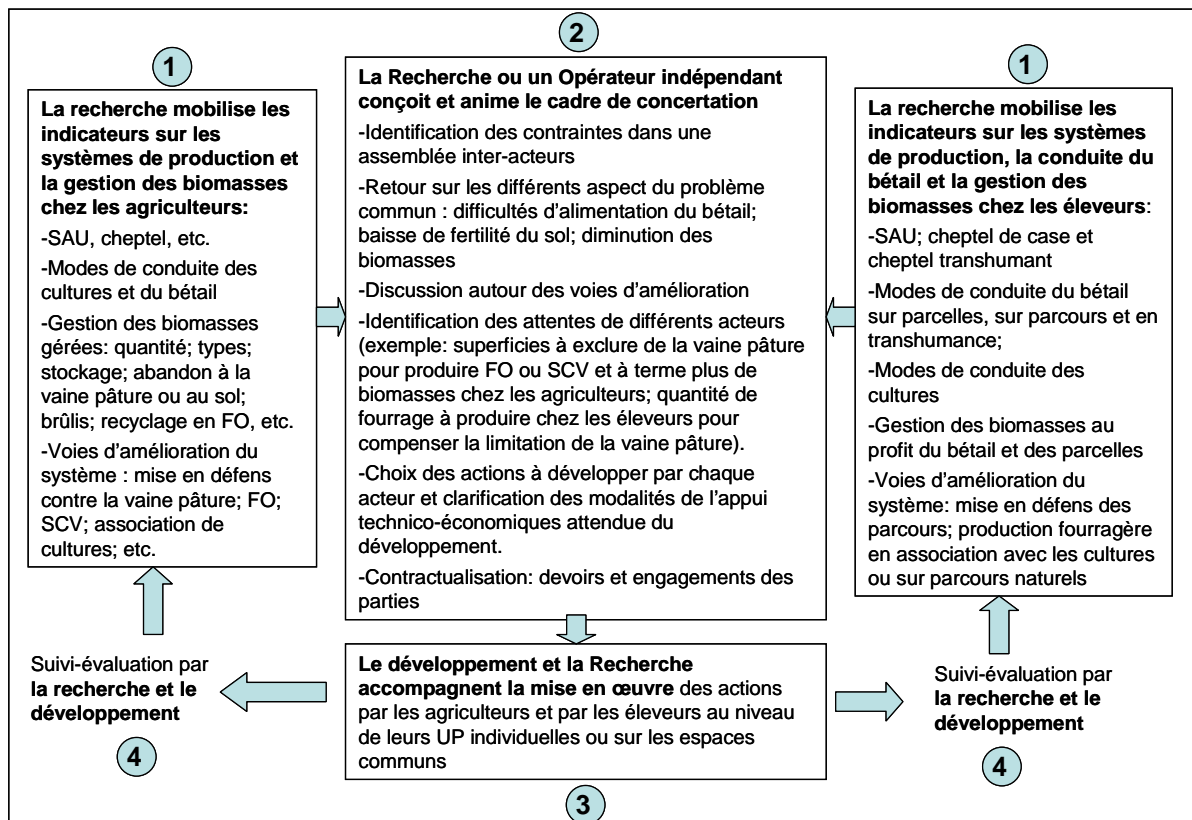 1
La recherche mobilise les
indicateurs sur les
systèmes de production et
la gestion des biomasses
chez les agriculteurs:
-SAU, cheptel, etc.
-Modes de conduite des
cultures et du bétail
-Gestion des biomasses
gérées: quantité; types;
stockage; abandon à la
vaine pâture ou au sol;
brûlis; recyclage en FO, etc.
-Voies d'amélioration du
système : mise en défens
contre la vaine pâture; FO;
SCV; association de
cultures; etc.
2
La Recherche ou un Opérateur indépendant
conçoit et anime le cadre de concertation
-Identification des contraintes dans une
assemblée inter-acteurs
-Retour sur les différents aspect du problème
commun : difficultés d'alimentation du bétail;
baisse de fertilité du sol; diminution des
biomasses
-Discussion autour des voies d'amélioration
-Identification des attentes de différents acteurs
(exemple: superficies à exclure de la vaine pâture
pour produire FO ou SCV et à terme plus de
biomasses chez les agriculteurs; quantité de
fourrage à produire chez les éleveurs pour
compenser la limitation de la vaine pâture).
-Choix des actions à développer par chaque
acteur et clarification des modalités de l'appui
technico-économiques attendue du
développement.
-Contractualisation: devoirs et engagements des
parties
1
La recherche mobilise les
indicateurs sur les systèmes
de production, la conduite du
bétail et la gestion des
biomasses chez les éleveurs:
-SAU; cheptel de case et
cheptel transhumant
-Modes de conduite du bétail
sur parcelles, sur parcours et en
transhumance;
-Modes de conduite des
cultures
-Gestion des biomasses au
profit du bétail et des parcelles
-Voies d'amélioration du
système: mise en défens des
parcours; production fourragère
en association avec les cultures
ou sur parcours naturels
Suivi-évaluation par
la recherche et le
développement
4
Le développement et la Recherche
accompagnent la mise en œuvre des actions
par les agriculteurs et par les éleveurs au niveau
de leurs UP individuelles ou sur les espaces
communs
3
Suivi-évaluation par
la recherche et le
développement
4